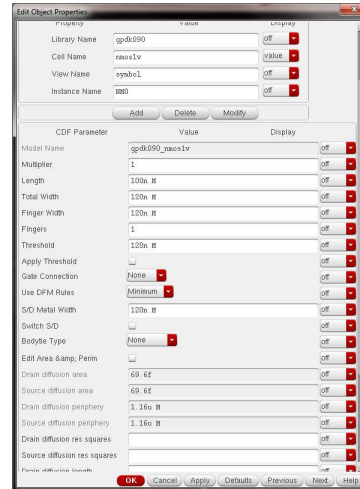 Edit Object Properties
Property Value Display
Library Name gpdk090 off
Cell Name nmos1v value
View Name symbol off
Instance Name NM0 off
Add Delete Modify
CDF Parameter Value Display
Model Name gpdk090_nmos1v off
Multiplier 1 off
Length 100n M off
Total Width 120n M off
Finger Width 120n M off
Fingers 1 off
Threshold 120n M off
Apply Threshold off
Gate Connection None off
Use DFM Rules Minimum off
S/D Metal Width 120n M off
Switch S/D off
Bodytie Type None off
Edit Area &amp; Perim off
Drain diffusion area 69.6f off
Source diffusion area 69.6f off
Drain diffusion periphery 1.16u M off
Source diffusion periphery 1.16u M off
Drain diffusion res squares off
Source diffusion res squares off
Drain diffusion length
OK Cancel Apply Defaults Previous Next Help